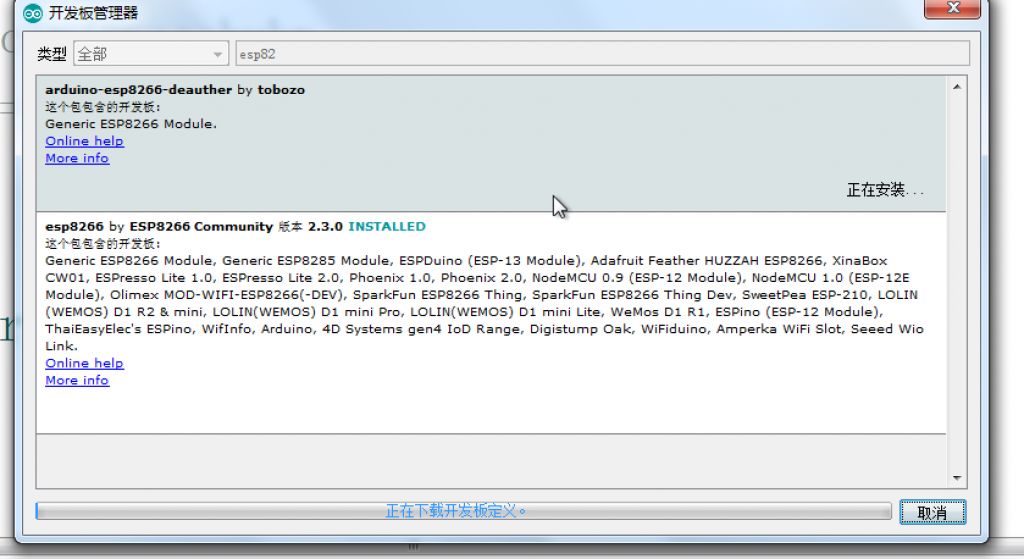 开发板管理器
类型 全部 esp82
arduino-esp8266-deauther by tobozo
这个包包含的开发板：
Generic ESP8266 Module.
Online help
More info
正在安装...
esp8266 by ESP8266 Community 版本 2.3.0 INSTALLED
这个包包含的开发板：
Generic ESP8266 Module, Generic ESP8285 Module, ESPDuino (ESP-13 Module), Adafruit Feather HUZZAH ESP8266, XinaBox
CW01, ESPresso Lite 1.0, ESPresso Lite 2.0, Phoenix 1.0, Phoenix 2.0, NodeMCU 0.9 (ESP-12 Module), NodeMCU 1.0 (ESP-12E
Module), Olimex MOD-WIFI-ESP8266(-DEV), SparkFun ESP8266 Thing, SparkFun ESP8266 Thing Dev, SweetPea ESP-210, LOLIN
(WEMOS) D1 R2 & mini, LOLIN(WEMOS) D1 mini Pro, LOLIN(WEMOS) D1 mini Lite, WeMos D1 R1, ESPino (ESP-12 Module),
ThaiEasyElec's ESPino, WifInfo, Arduino, 4D Systems gen4 IoD Range, Digistump Oak, WiFiduino, Amperka WiFi Slot, Seeed Wio
Link.
Online help
More info
正在下载开发板定义。
取消